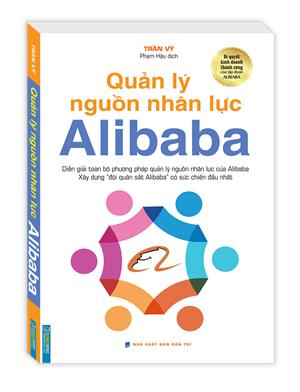 TRẦN VỸ
Phạm Hậu dịch
Bí quyết
kinh doanh
thành công
của tập đoàn
ALIBABA
Quản lý
nguồn nhân lực
Alibaba
Diễn giải toàn bộ phương pháp quản lý nguồn nhân lực của Alibaba
Xây dựng "đội quân sắt Alibaba" có sức chiến đấu nhất
NHÀ XUẤT BẢN DÂN TRÍ
TRẦN VỸ
Quản lý nguồn nhân lực
Alibaba